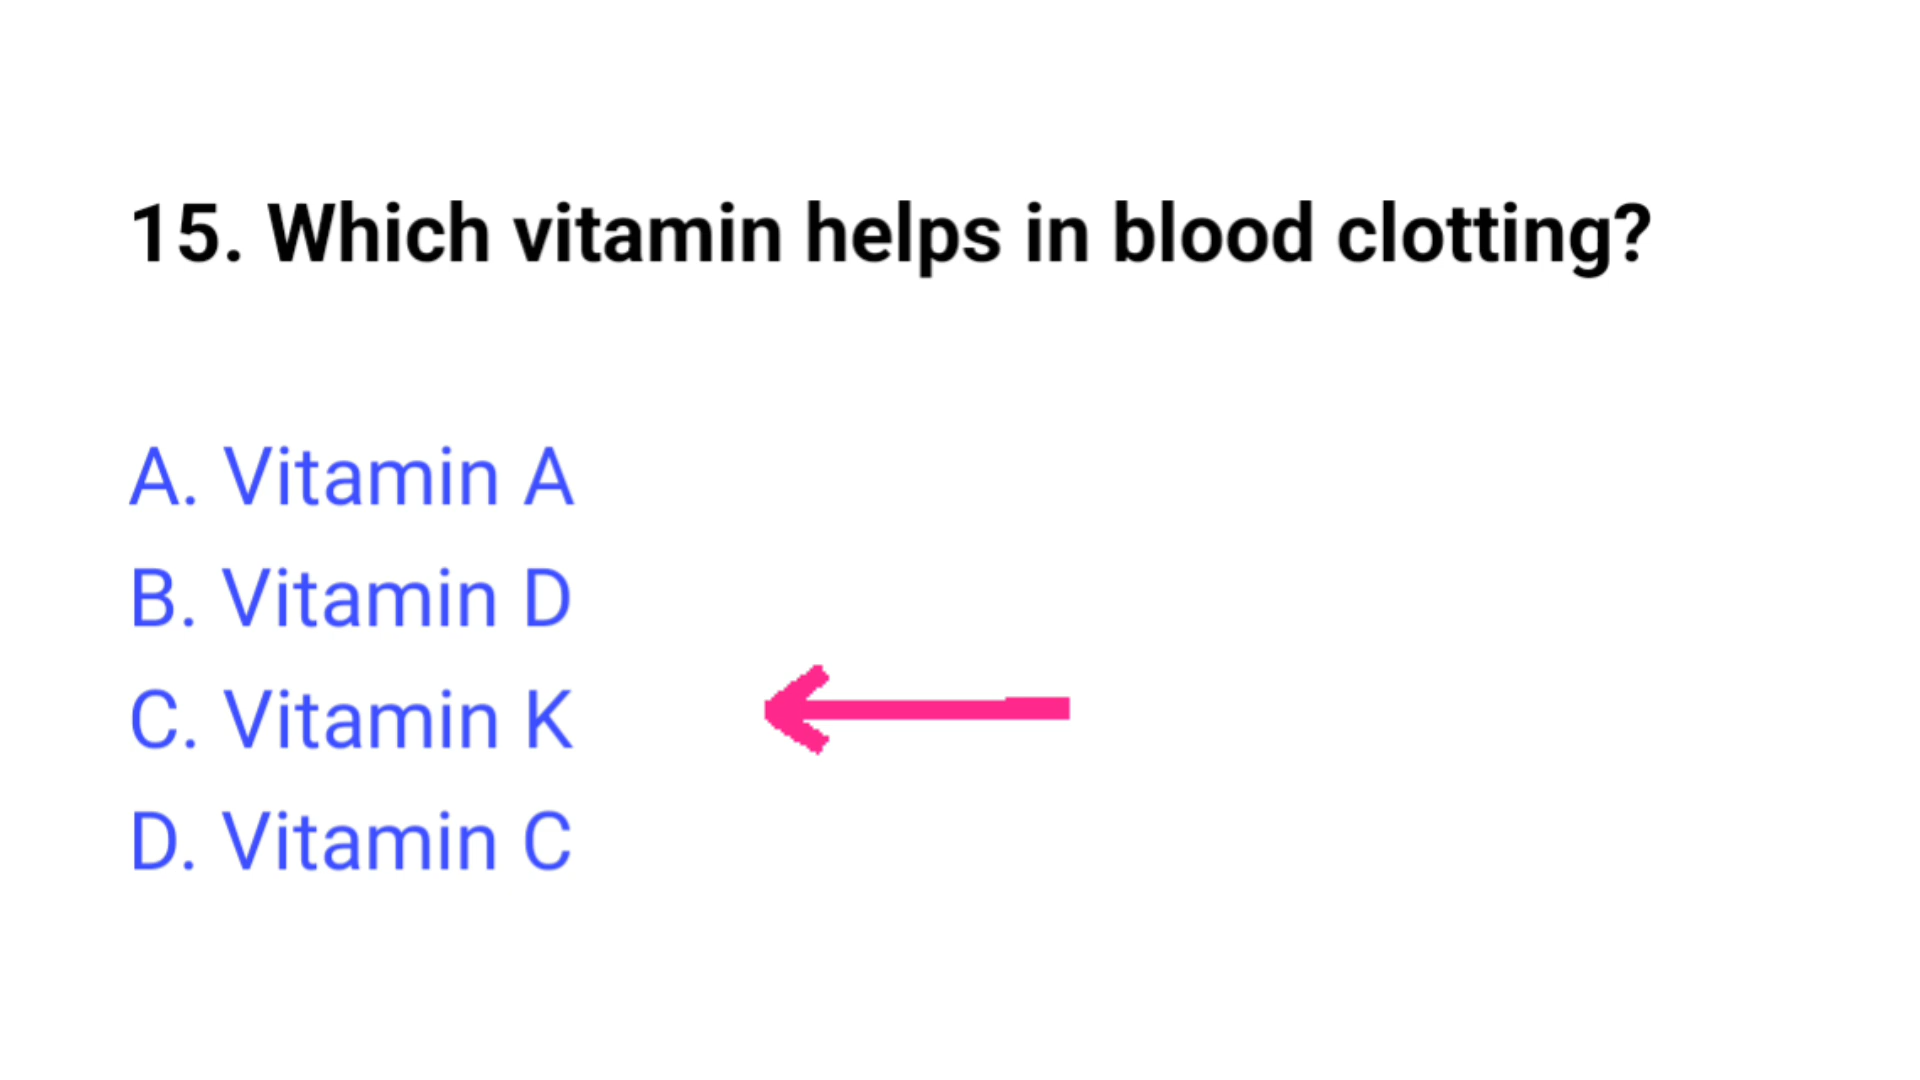 15. Which vitamin helps in blood clotting?
A. Vitamin A
B. Vitamin D
C. Vitamin K
D. Vitamin C